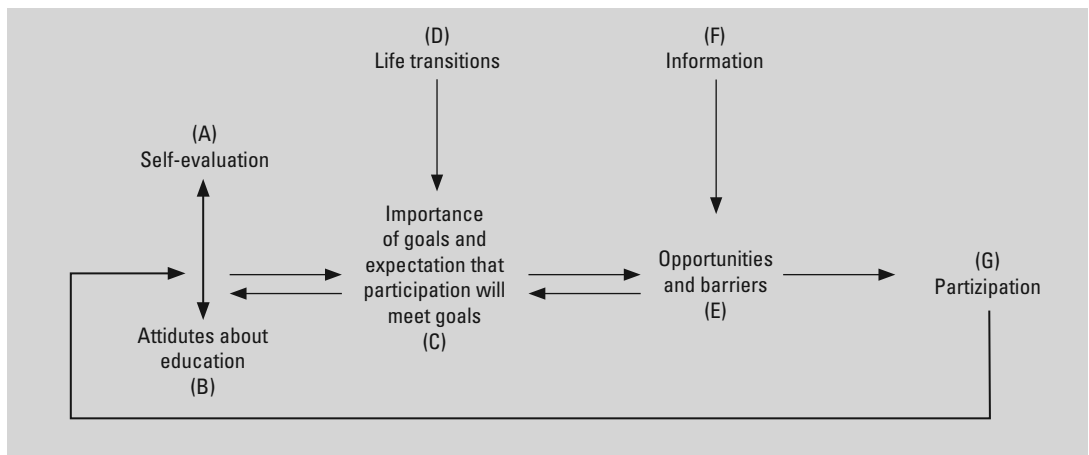 (D)
Life transitions
(F)
Information
(A)
Self-evaluation
Importance
of goals and
expectation that
participation will
meet goals
(C)
Opportunities
and barriers
(E)
(G)
Partizipation
Attidutes about
education
(B)